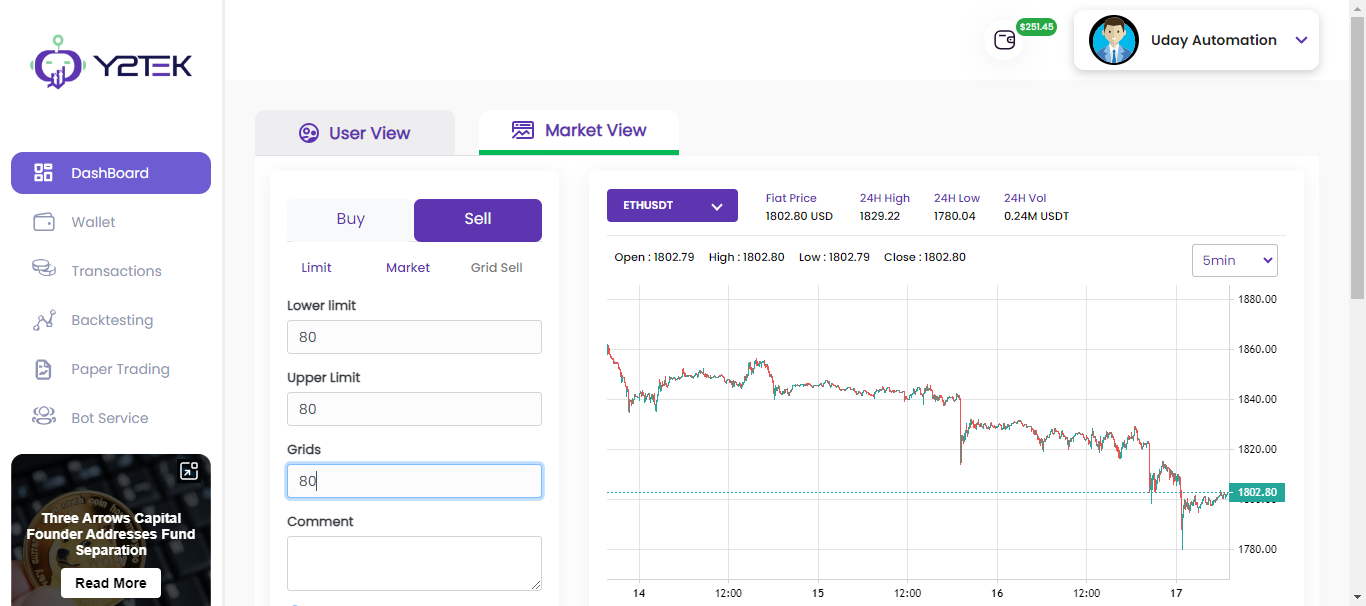 Y2TEK
$251.45
Uday Automation
DashBoard
Wallet
Transactions
Backtesting
Paper Trading
Bot Service
Three Arrows Capital
Founder Addresses Fund
Separation
Read More
User View
Market View
Buy
Sell
Limit
Market
Grid Sell
Lower limit
80
Upper Limit
80
Grids
80
Comment
ETHUSDT
Fiat Price
1802.80 USD
24H High
1829.22
24H Low
1780.04
24H Vol
0.24M USDT
Open : 1802.79 High : 1802.80 Low : 1802.79 Close : 1802.80
5min
1880.00
1860.00
1840.00
1820.00
1802.80
1780.00
14 12:00 15 12:00 16 12:00 17